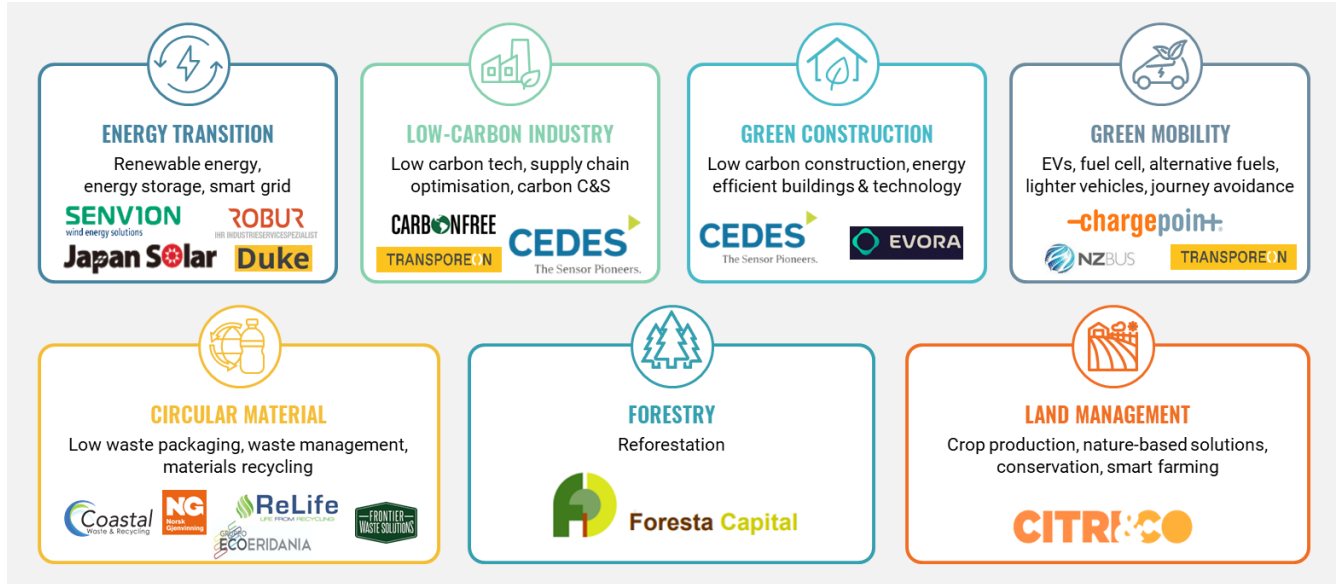 ENERGY TRANSITION
Renewable energy,
energy storage, smart grid
SENVION
wind energy solutions
ROBUR
IHR INDUSTRIESERVICESPEZIALIST
Japan Solar
Duke
LOW-CARBON INDUSTRY
Low carbon tech, supply chain
optimisation, carbon C&S
CARBONFREE
TRANSPOREON
CEDES
The Sensor Pioneers.
GREEN CONSTRUCTION
Low carbon construction, energy
efficient buildings & technology
CEDES
The Sensor Pioneers.
EVORA
GREEN MOBILITY
EVs, fuel cell, alternative fuels,
lighter vehicles, journey avoidance
-chargepoin+.
NZBUS
TRANSPOREON
CIRCULAR MATERIAL
Low waste packaging, waste management,
materials recycling
Coastal
Waste & Recycling
NG
Norsk
Gjenvinning
ReLife
LIFE FROM RECYCLING
GRUPPO
ECOERIDANIA
FRONTIER
WASTE SOLUTIONS
FORESTRY
Reforestation
Foresta Capital
LAND MANAGEMENT
Crop production, nature-based solutions,
conservation, smart farming
CITRI&CO